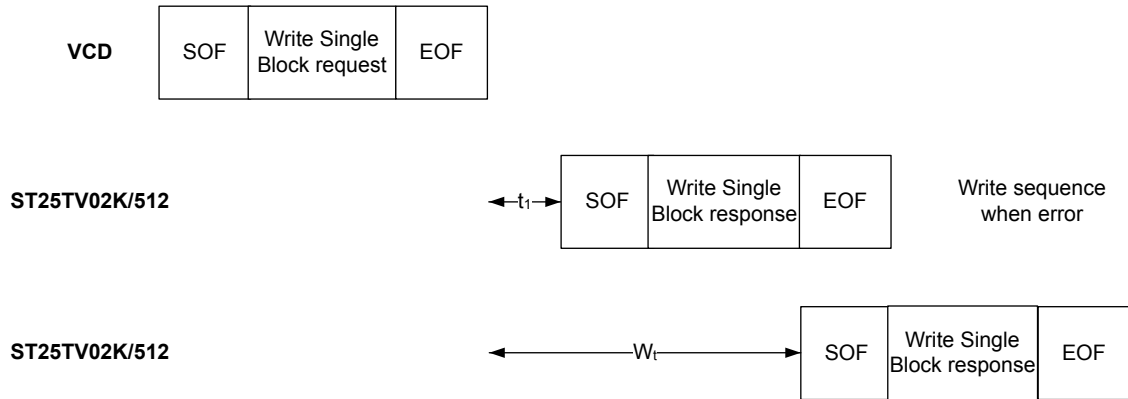 VCD
SOF
Write Single
Block request
EOF
ST25TV02K/512
t1
SOF
Write Single
Block response
EOF
Write sequence
when error
ST25TV02K/512
Wt
SOF
Write Single
Block response
EOF